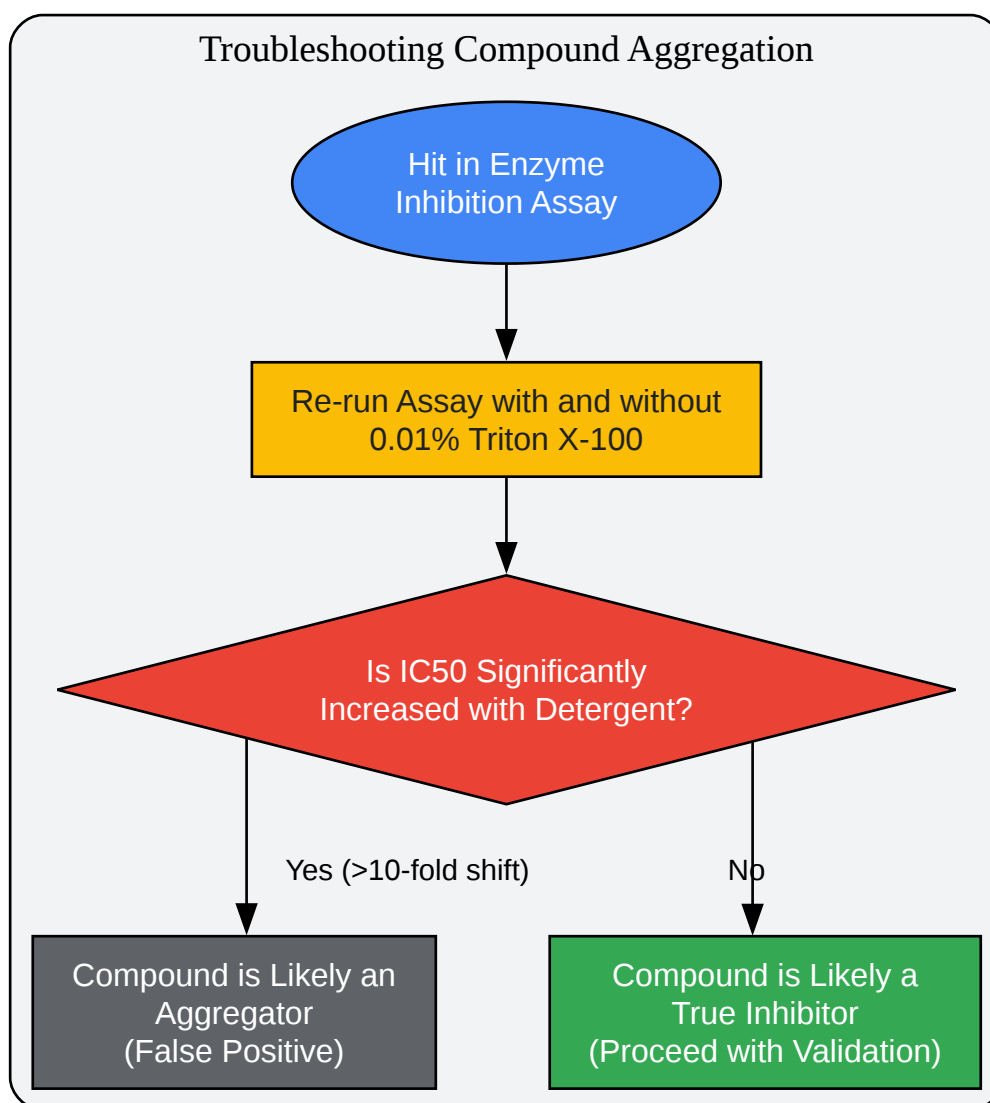 Troubleshooting Compound Aggregation
Hit in Enzyme
Inhibition Assay
Re-run Assay with and without
0.01% Triton X-100
Is IC50 Significantly
Increased with Detergent?
Yes (>10-fold shift)
No
Compound is Likely an
Aggregator
(False Positive)
Compound is Likely a
True Inhibitor
(Proceed with Validation)